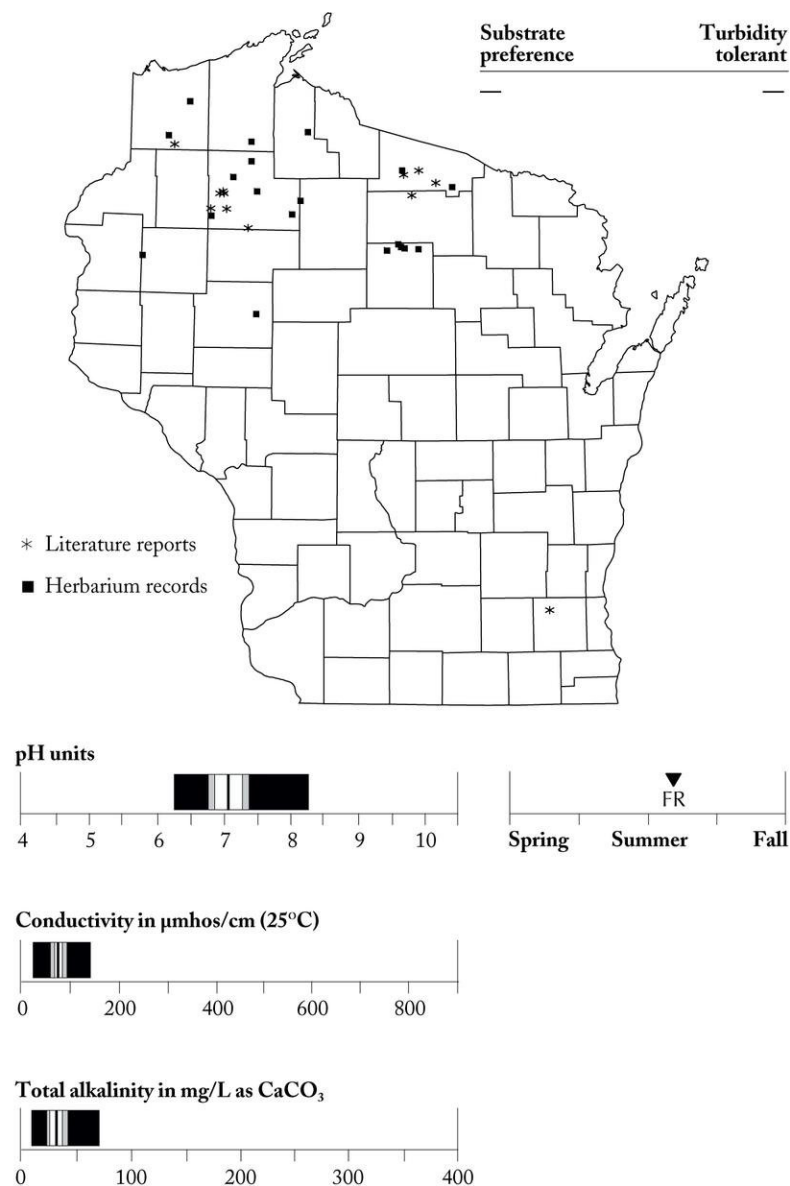 Substrate preference
Turbidity tolerant
— —
* Literature reports
■ Herbarium records
pH units
4 5 6 7 8 9 10
FR
Spring Summer Fall
Conductivity in µmhos/cm (25°C)
0 200 400 600 800
Total alkalinity in mg/L as CaCO₃
0 100 200 300 400